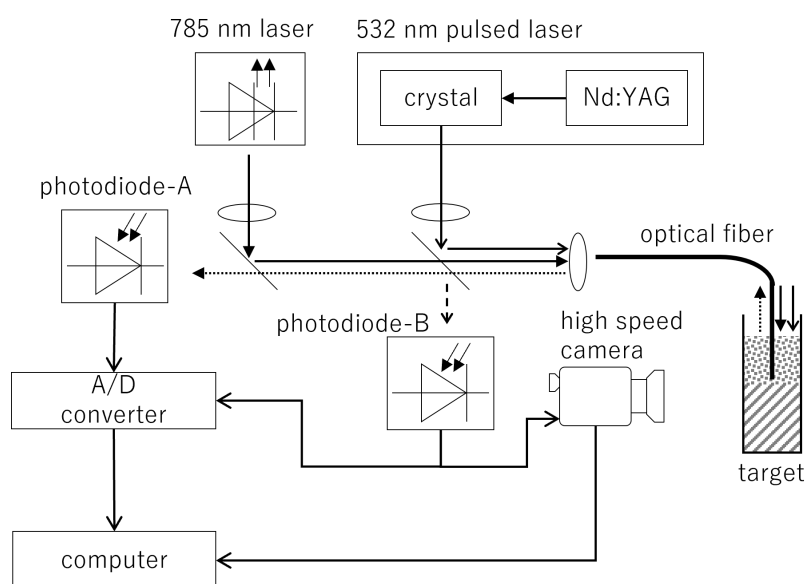 785 nm laser
532 nm pulsed laser
crystal
Nd:YAG
photodiode-A
optical fiber
photodiode-B
high speed
camera
A/D
converter
target
computer